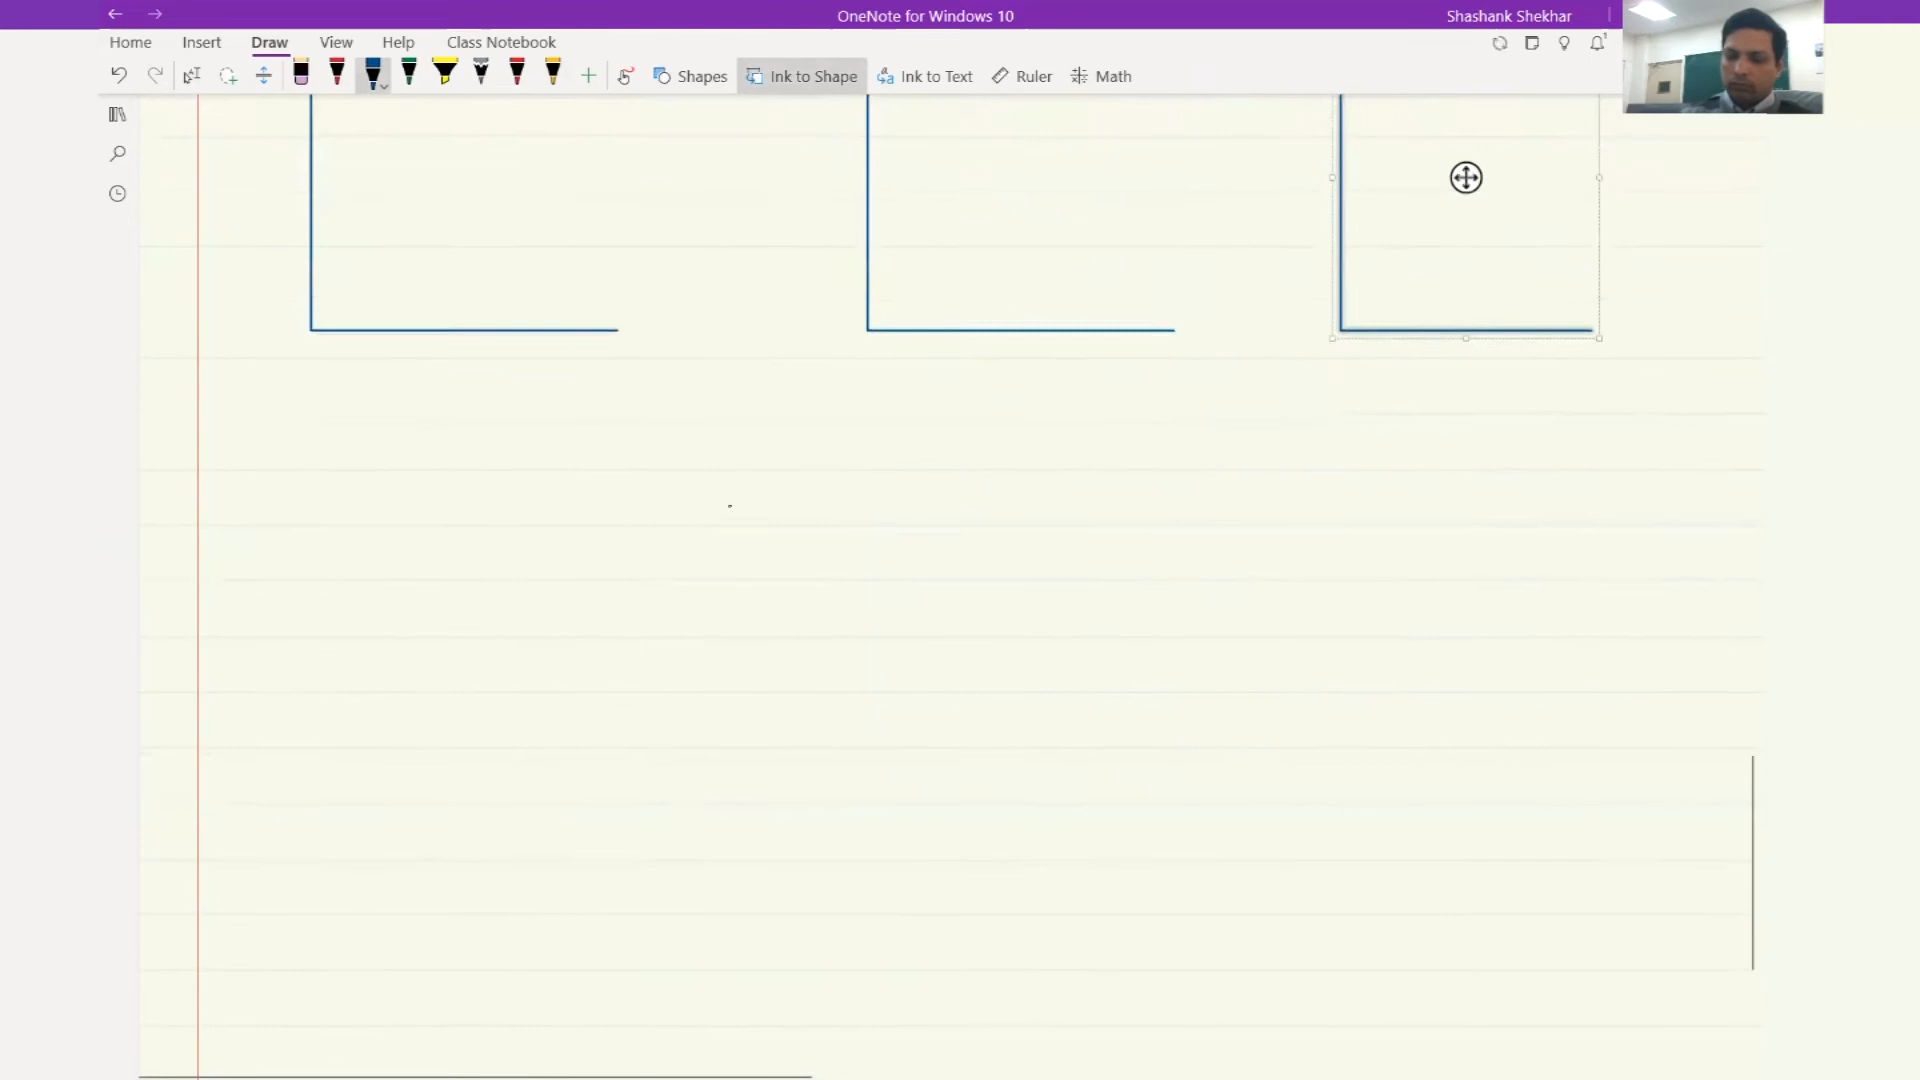 OneNote for Windows 10
Shashank Shekhar
Home Insert Draw View Help Class Notebook
Shapes Ink to Shape Ink to Text Ruler Math